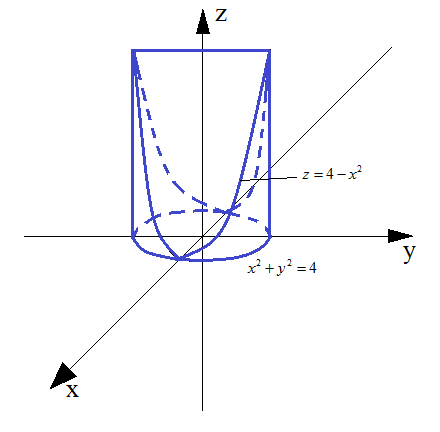 z
z = 4 − x²
y
x² + y² = 4
x